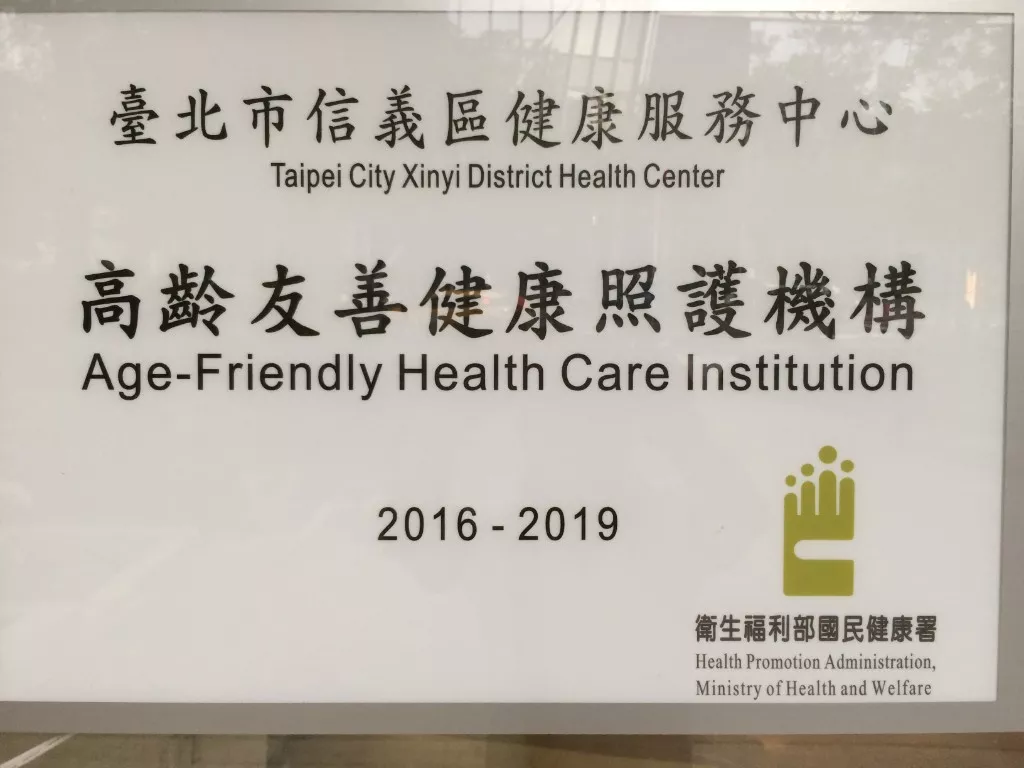 臺北市信義區健康服務中心
Taipei City Xinyi District Health Center
高齡友善健康照護機構
Age-Friendly Health Care Institution
2016 - 2019
衛生福利部國民健康署
Health Promotion Administration,
Ministry of Health and Welfare